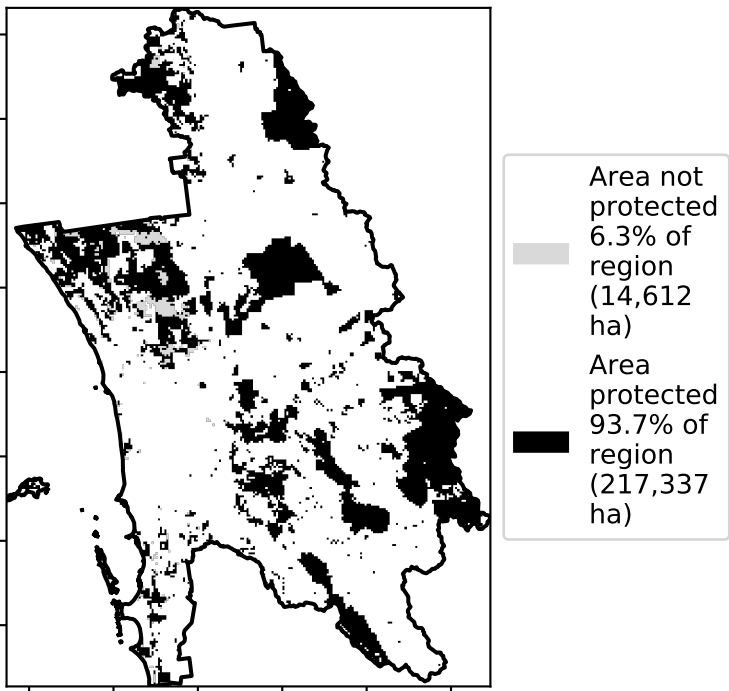 Area not
protected
6.3% of
region
(14,612
ha)
Area
protected
93.7% of
region
(217,337
ha)